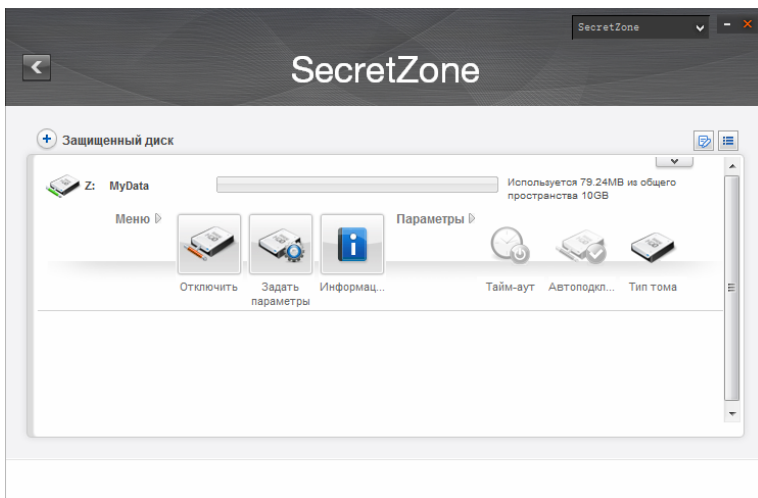 SecretZone
SecretZone
Защищенный диск
Z: MyData
Используется 79.24MB из общего
пространства 10GB
Меню
Параметры
Отключить
Задать
параметры
Информац...
Тайм-аут
Автоподкл...
Тип тома